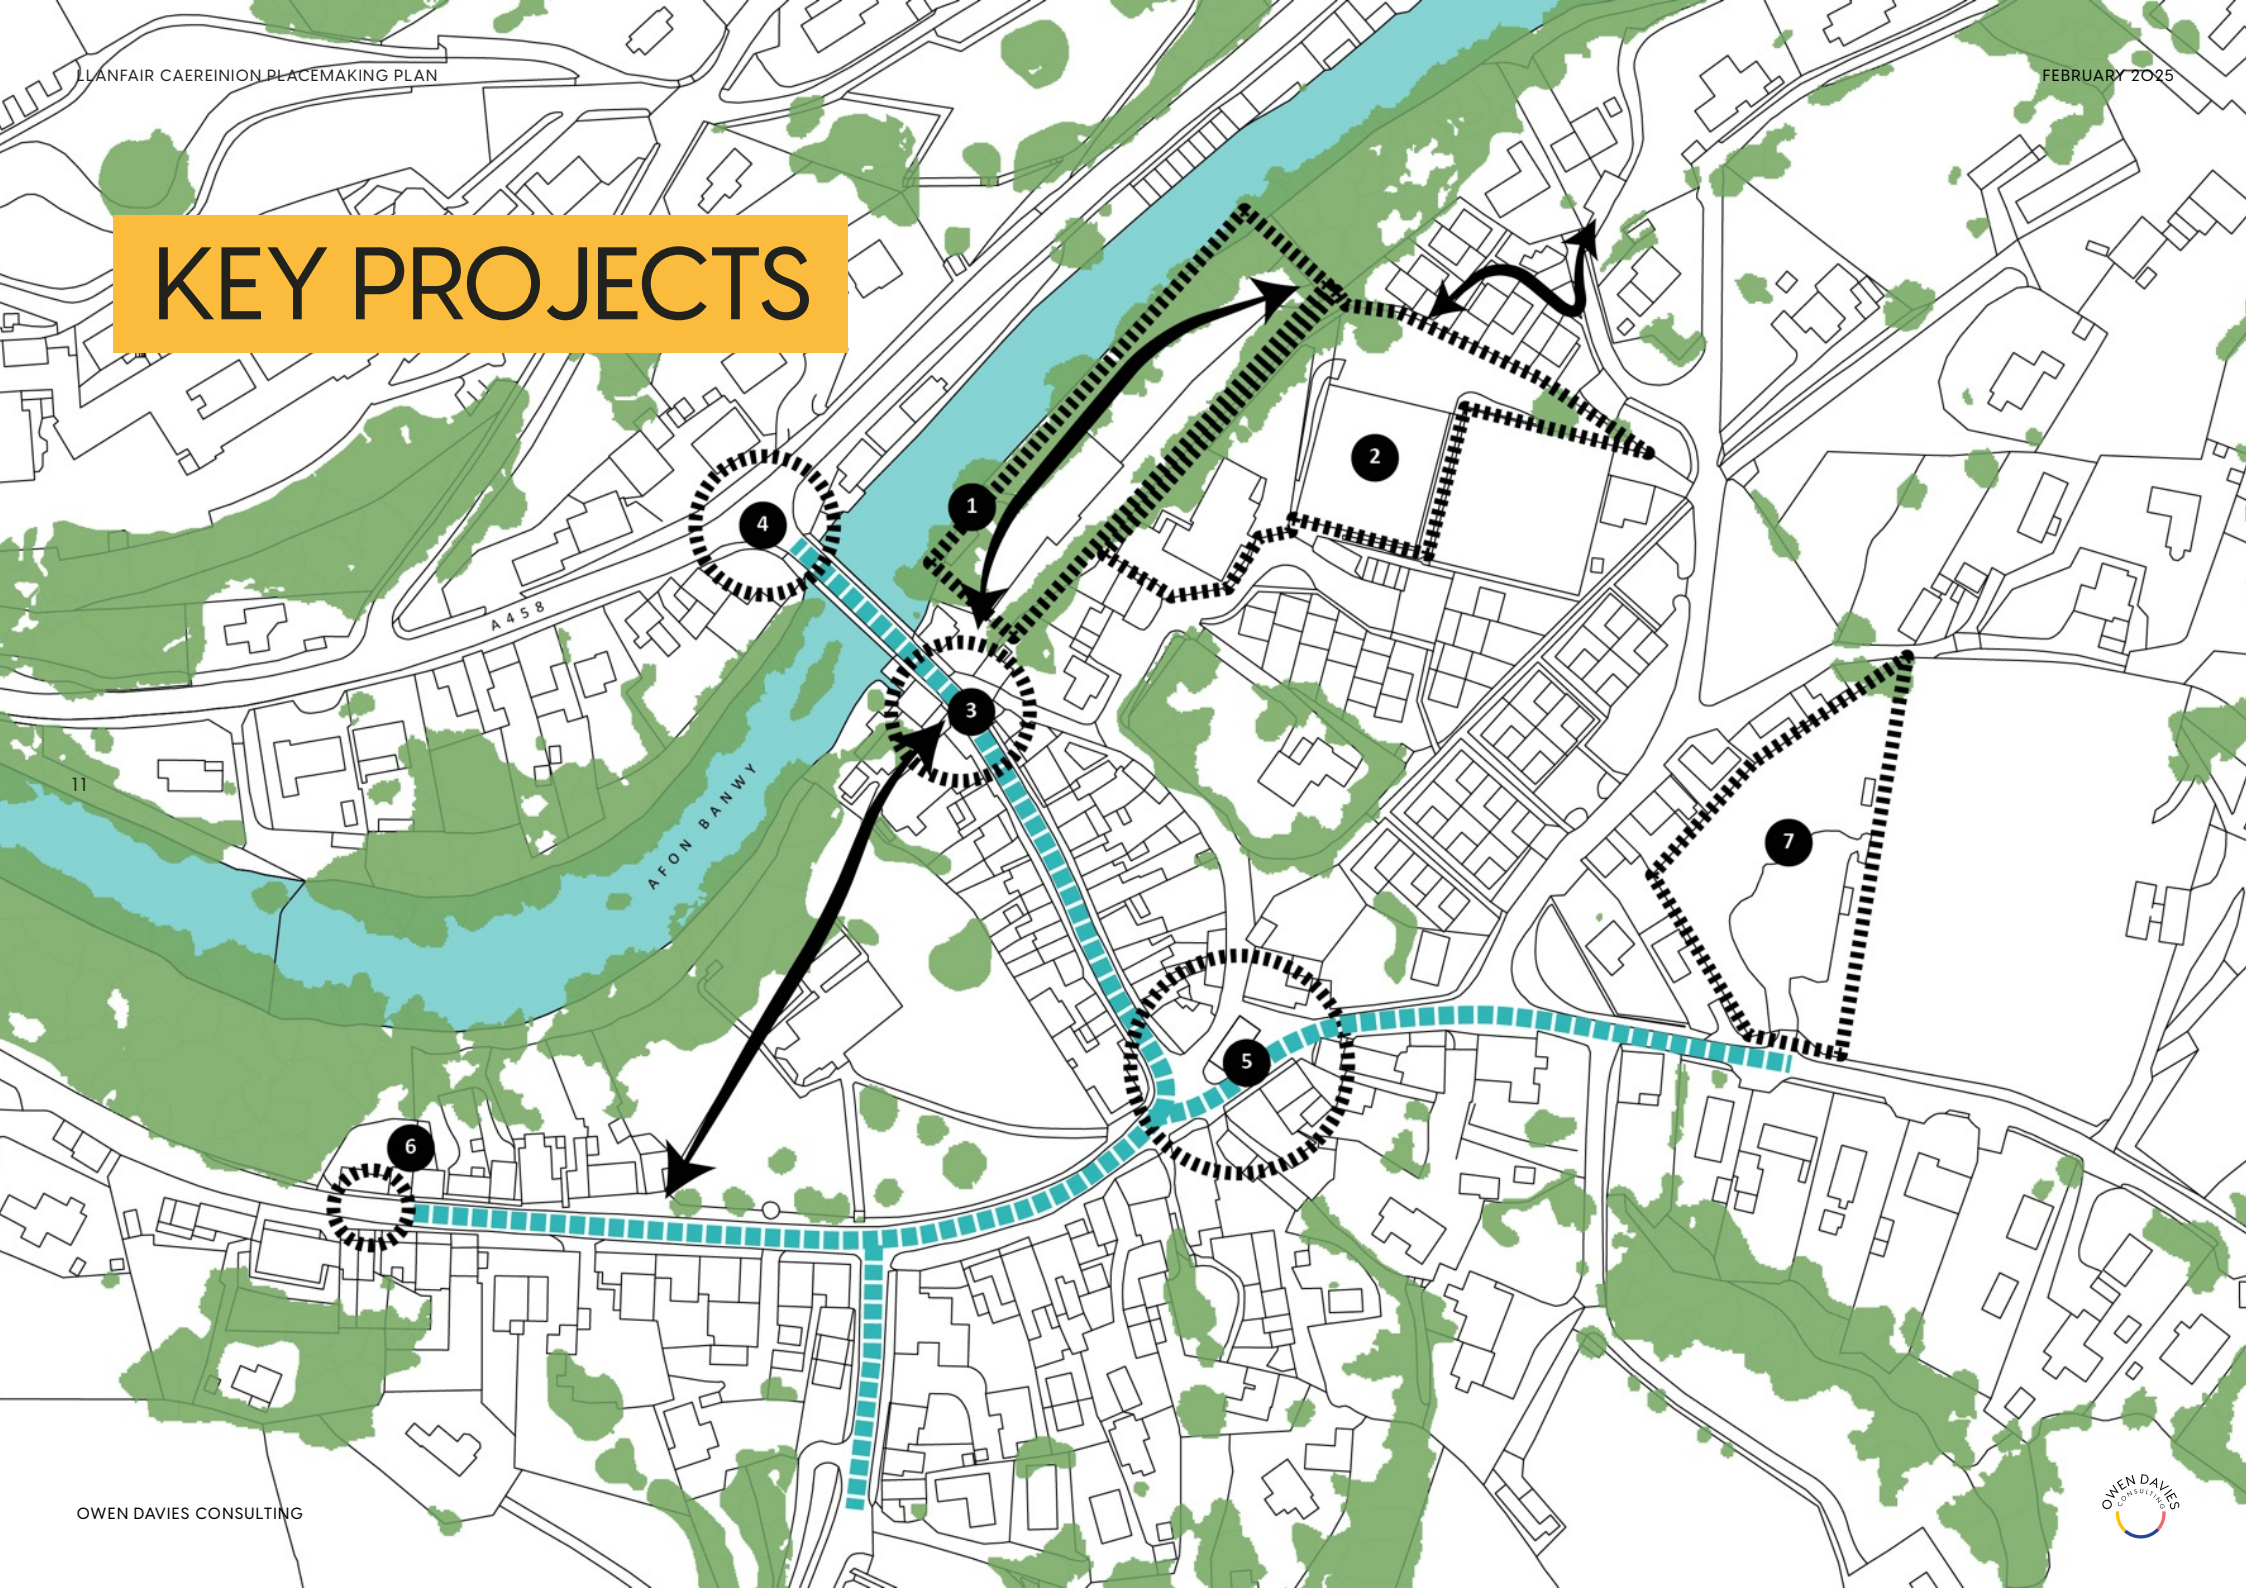 LLANFAIR CAEREINION PLACEMAKING PLAN
FEBRUARY 2025
KEY PROJECTS
2
1
4
A458
3
11
AFON BANWY
7
5
6
OWEN DAVIES CONSULTING
OWEN DAVIES
CONSULTING